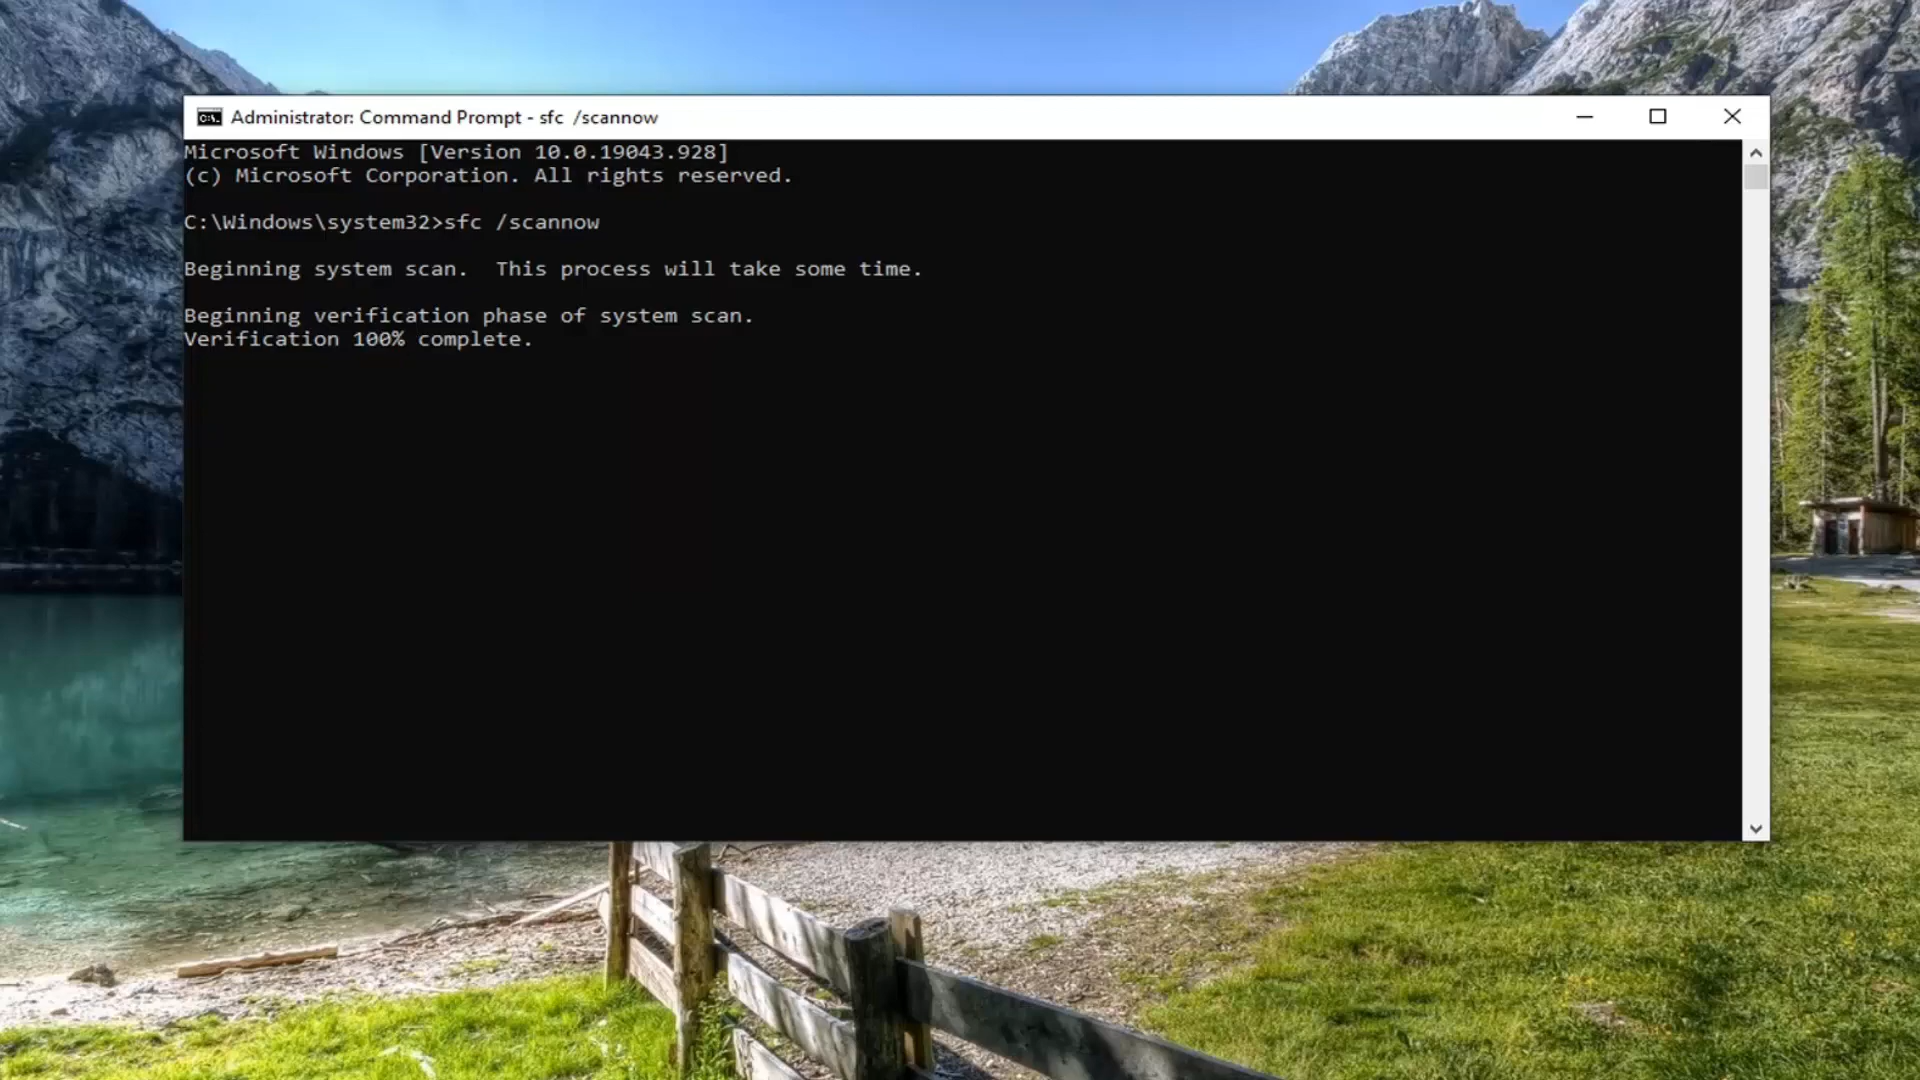 Administrator: Command Prompt - sfc  /scannow
Microsoft Windows [Version 10.0.19043.928]
(c) Microsoft Corporation. All rights reserved.
C:\Windows\system32>sfc /scannow
Beginning system scan.  This process will take some time.
Beginning verification phase of system scan.
Verification 100% complete.